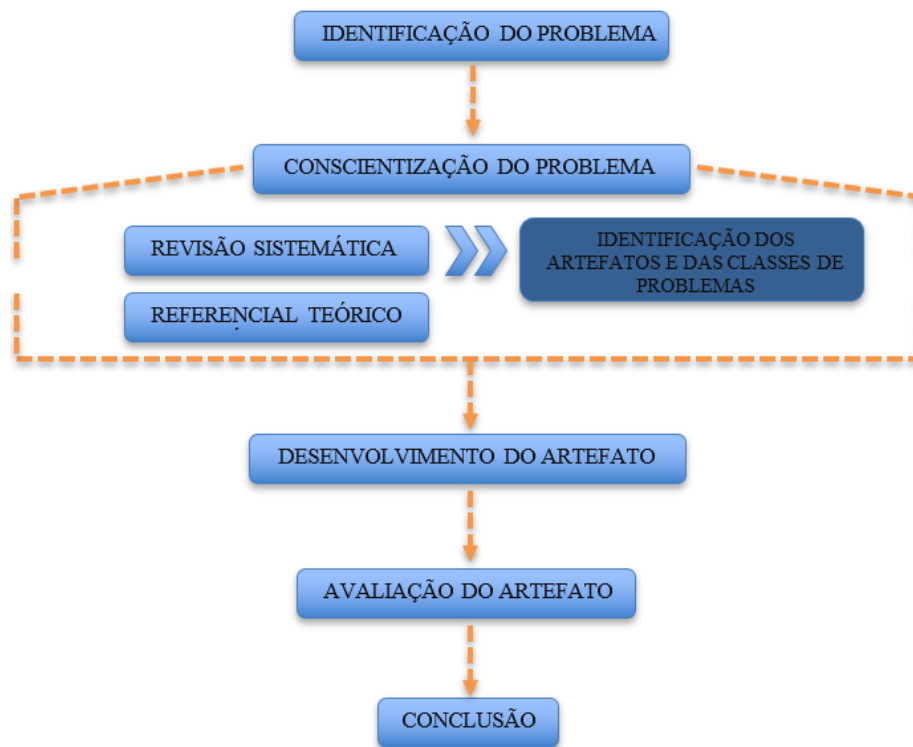 IDENTIFICAÇÃO DO PROBLEMA
CONSCIENTIZAÇÃO DO PROBLEMA
REVISÃO SISTEMÁTICA
IDENTIFICAÇÃO DOS
ARTEFATOS E DAS CLASSES DE
PROBLEMAS
REFERENCIAL TEÓRICO
DESENVOLVIMENTO DO ARTEFATO
AVALIAÇÃO DO ARTEFATO
CONCLUSÃO